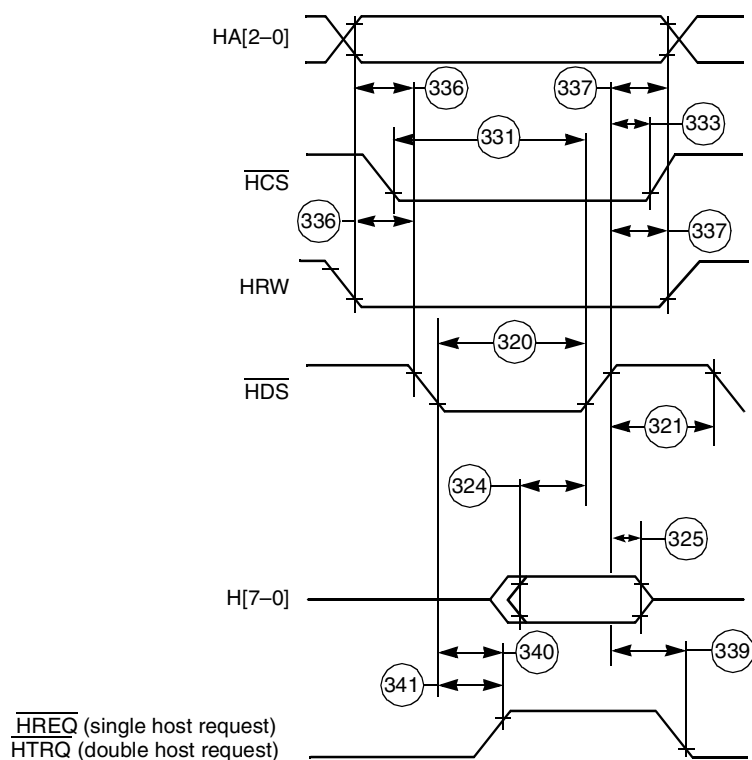 HA[2–0]
336
337
333
331
HCS
336
337
HRW
320
HDS
321
324
325
H[7–0]
340
339
341
HREQ (single host request)
HTRQ (double host request)